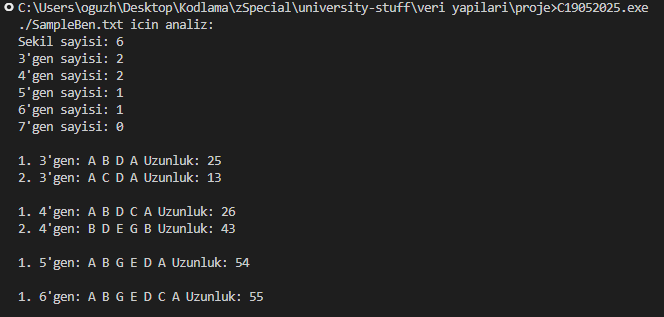 C:\Users\oguzh\Desktop\Kodlama\zSpecial\university-stuff\veri yapilari\proje>C19052025.exe
./SampleBen.txt icin analiz:
Sekil sayisi: 6
3'gen sayisi: 2
4'gen sayisi: 2
5'gen sayisi: 1
6'gen sayisi: 1
7'gen sayisi: 0
1. 3'gen: A B D A Uzunluk: 25
2. 3'gen: A C D A Uzunluk: 13
1. 4'gen: A B D C A Uzunluk: 26
2. 4'gen: B D E G B Uzunluk: 43
1. 5'gen: A B G E D A Uzunluk: 54
1. 6'gen: A B G E D C A Uzunluk: 55